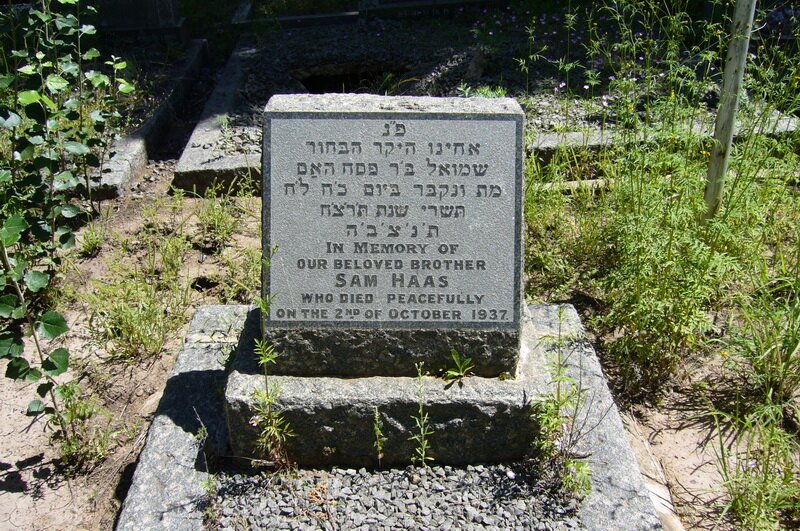 פ״נ
אחינו היקר הבחור
שמואל ב״ר פסח האם
מת ונקבר ביום כ״ח לח׳
תשרי שנת תרצ״ח
ת׳נ׳צ׳ב׳ה
IN MEMORY OF
OUR BELOVED BROTHER
SAM HAAS
WHO DIED PEACEFULLY
ON THE 2ND OF OCTOBER 1937.